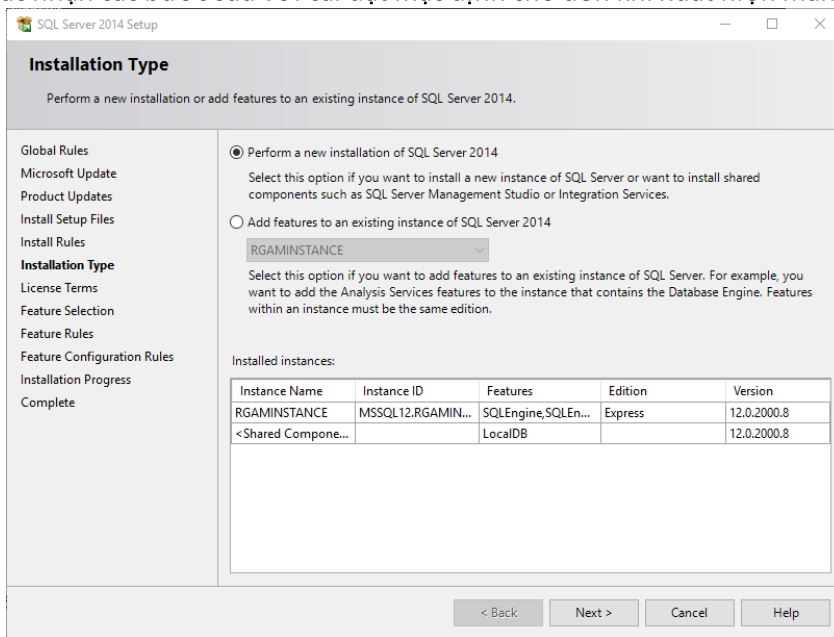 SQL Server 2014 Setup
Installation Type
Perform a new installation or add features to an existing instance of SQL Server 2014.
Global Rules
Microsoft Update
Product Updates
Install Setup Files
Install Rules
Installation Type
License Terms
Feature Selection
Feature Rules
Feature Configuration Rules
Installation Progress
Complete
Perform a new installation of SQL Server 2014
Select this option if you want to install a new instance of SQL Server or want to install shared
components such as SQL Server Management Studio or Integration Services.
Add features to an existing instance of SQL Server 2014
RGAMINSTANCE
Select this option if you want to add features to an existing instance of SQL Server. For example, you
want to add the Analysis Services features to the instance that contains the Database Engine. Features
within an instance must be the same edition.
Installed instances:
Instance Name Instance ID Features Edition Version
RGAMINSTANCE MSSQL12.RGAMIN... SQLEngine,SQLEn... Express 12.0.2000.8
<Shared Compone... LocalDB 12.0.2000.8
< Back Next > Cancel Help